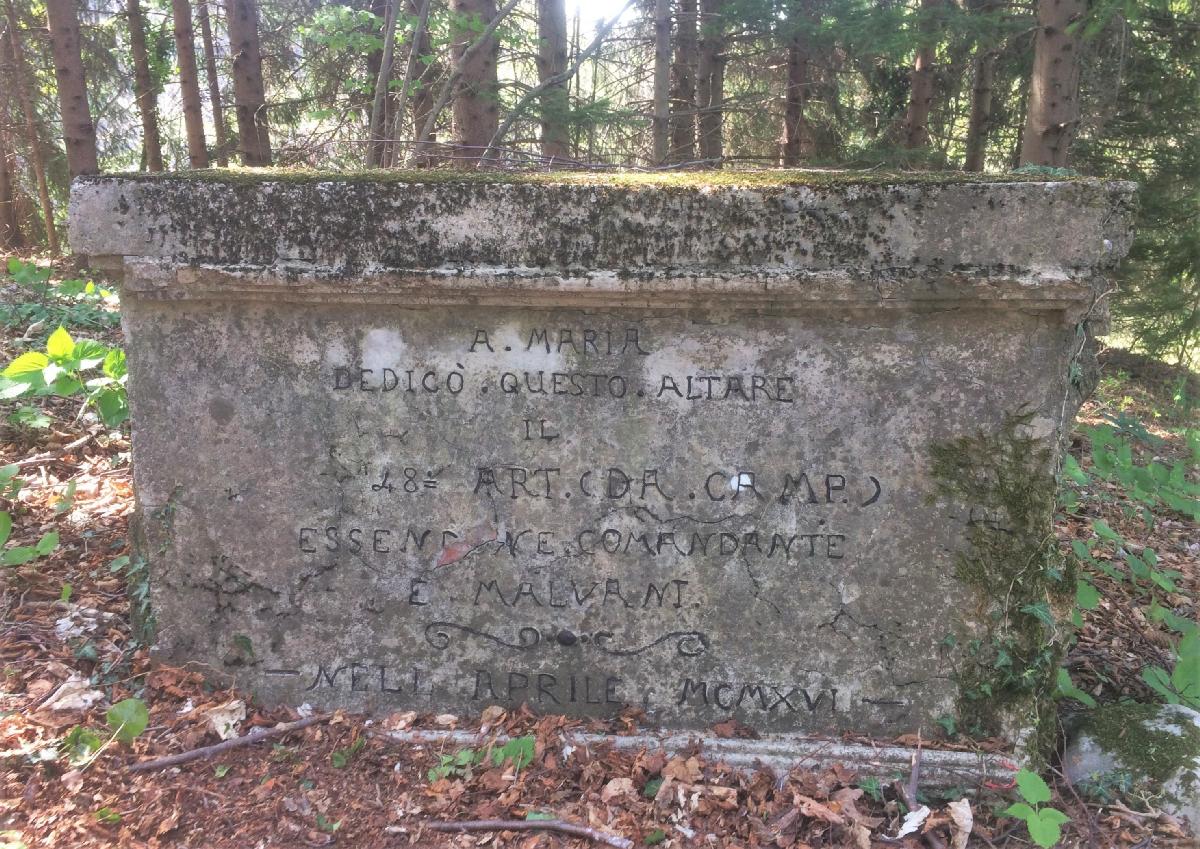 A . MARIA
DEDICÒ . QUESTO . ALTARE
IL
48= ART. (DA . CAMP.)
ESSENDONE . COMANDANTE
E . MALVANI.
— NELL APRILE . MCMXVI —